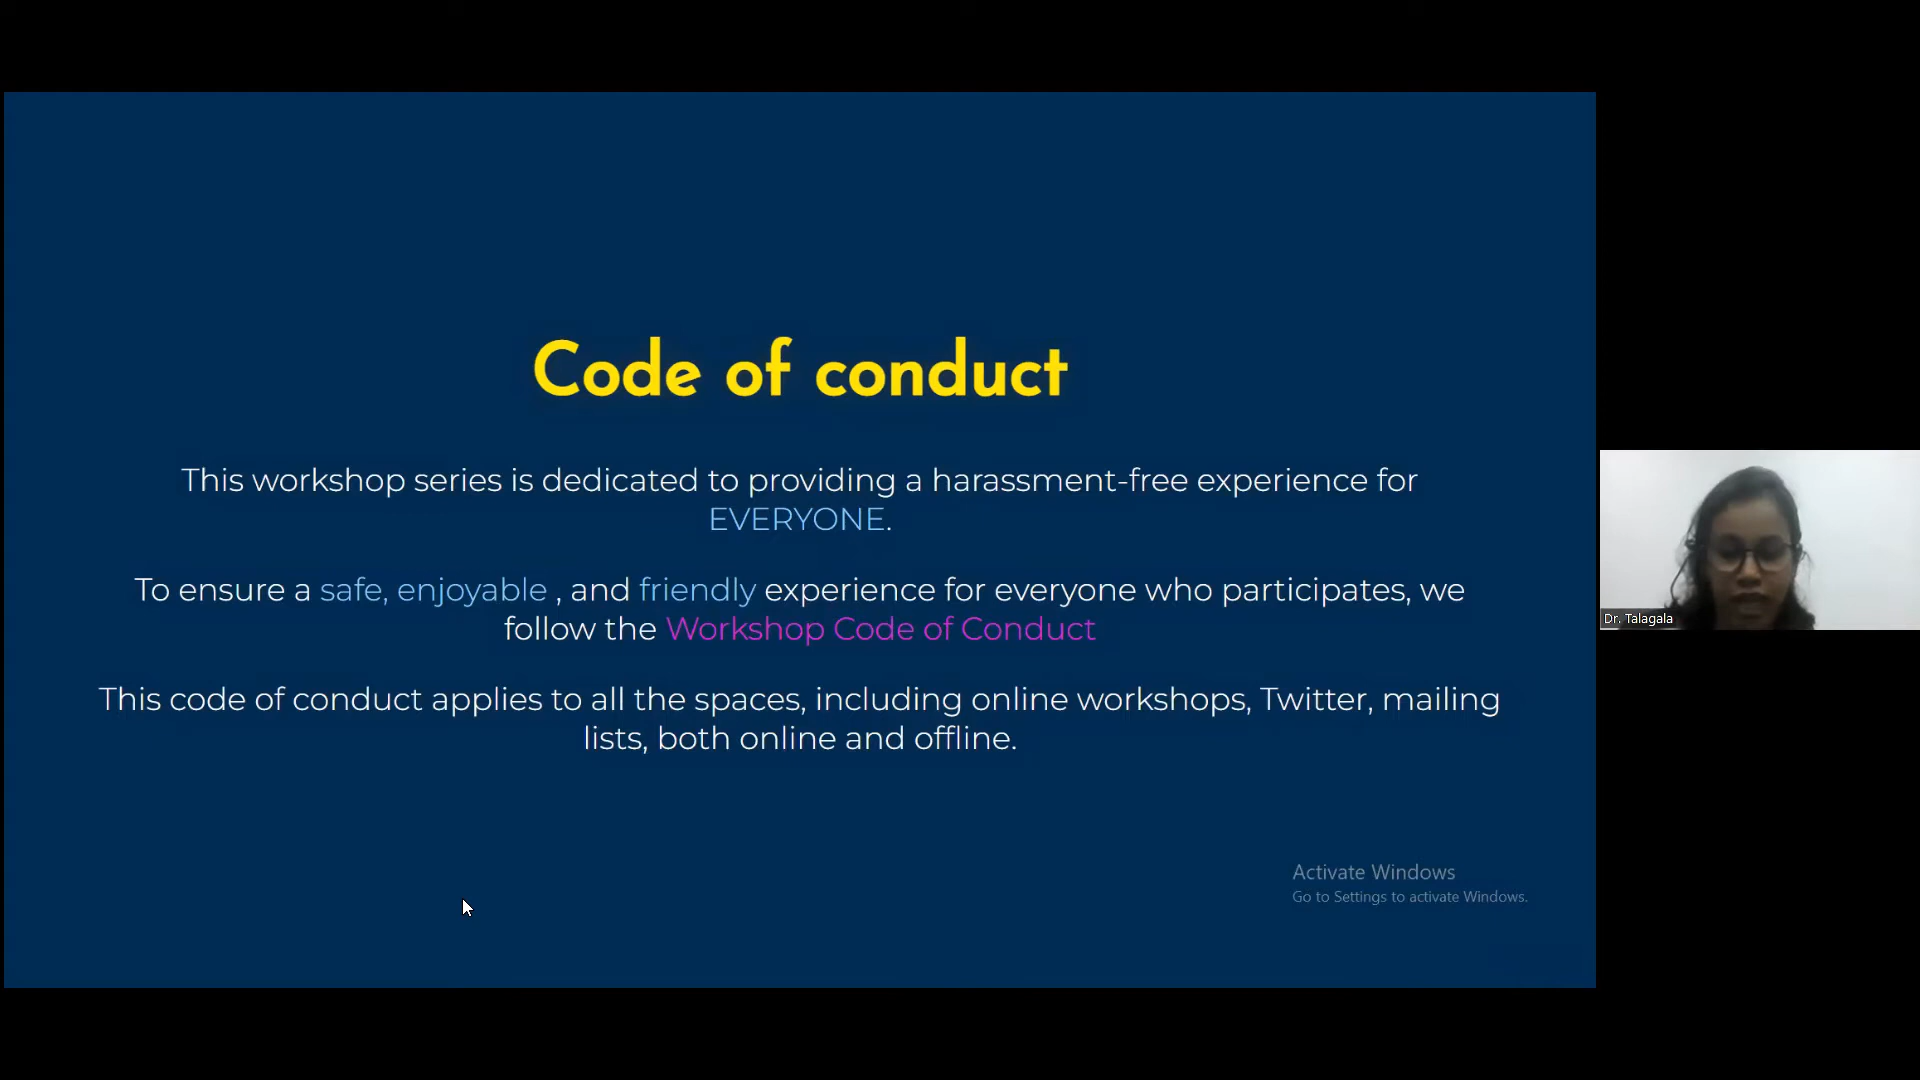 Code of conduct
This workshop series is dedicated to providing a harassment-free experience for
EVERYONE.
To ensure a safe, enjoyable , and friendly experience for everyone who participates, we
follow the Workshop Code of Conduct
This code of conduct applies to all the spaces, including online workshops, Twitter, mailing
lists, both online and offline.
Dr. Talagala
Activate Windows
Go to Settings to activate Windows.